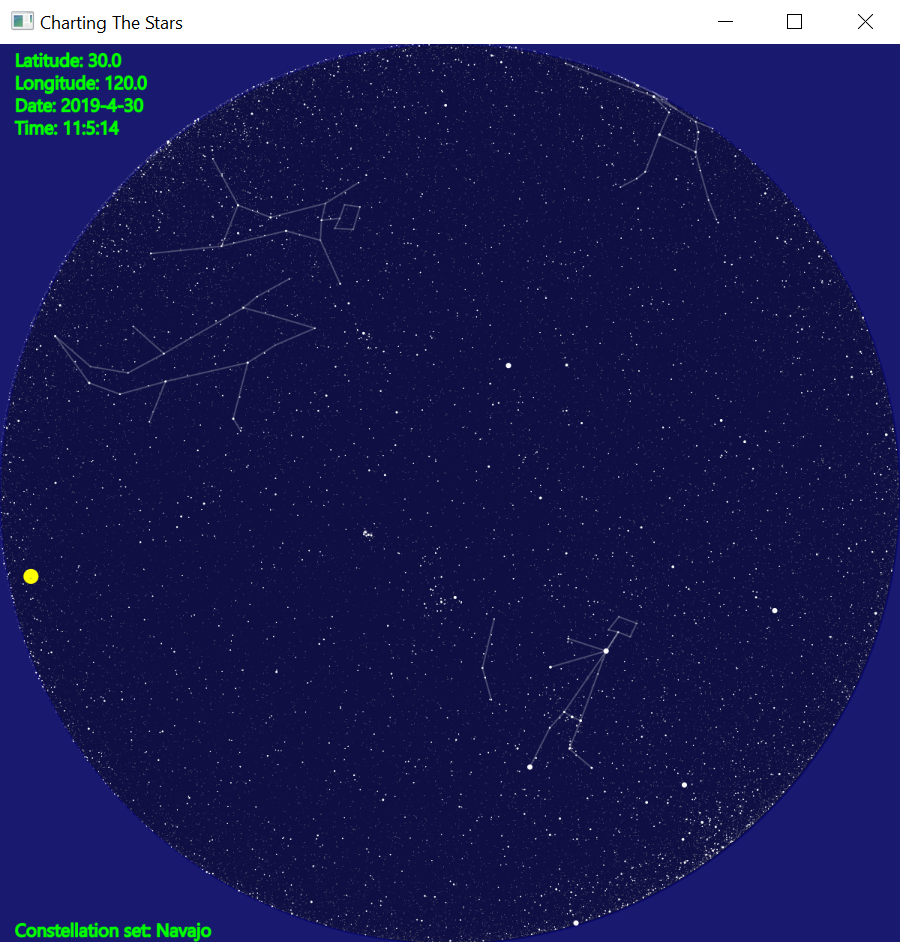 Charting The Stars
Latitude: 30.0
Longitude: 120.0
Date: 2019-4-30
Time: 11:5:14
Constellation set: Navajo